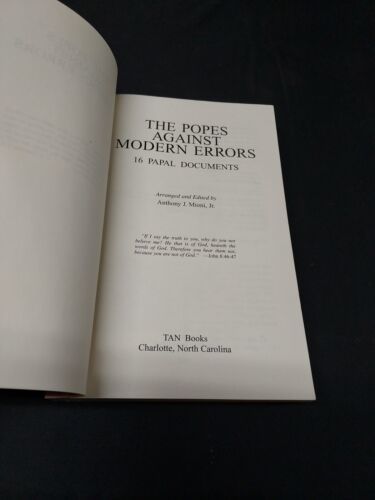 THE POPES
AGAINST
MODERN ERRORS
16 PAPAL DOCUMENTS
Arranged and Edited by
Anthony J. Mioni, Jr.
"If I say the truth to you, why do you not
believe me? He that is of God, heareth the
words of God. Therefore you hear them not,
because you are not of God." —John 8:46-47
TAN Books
Charlotte, North Carolina